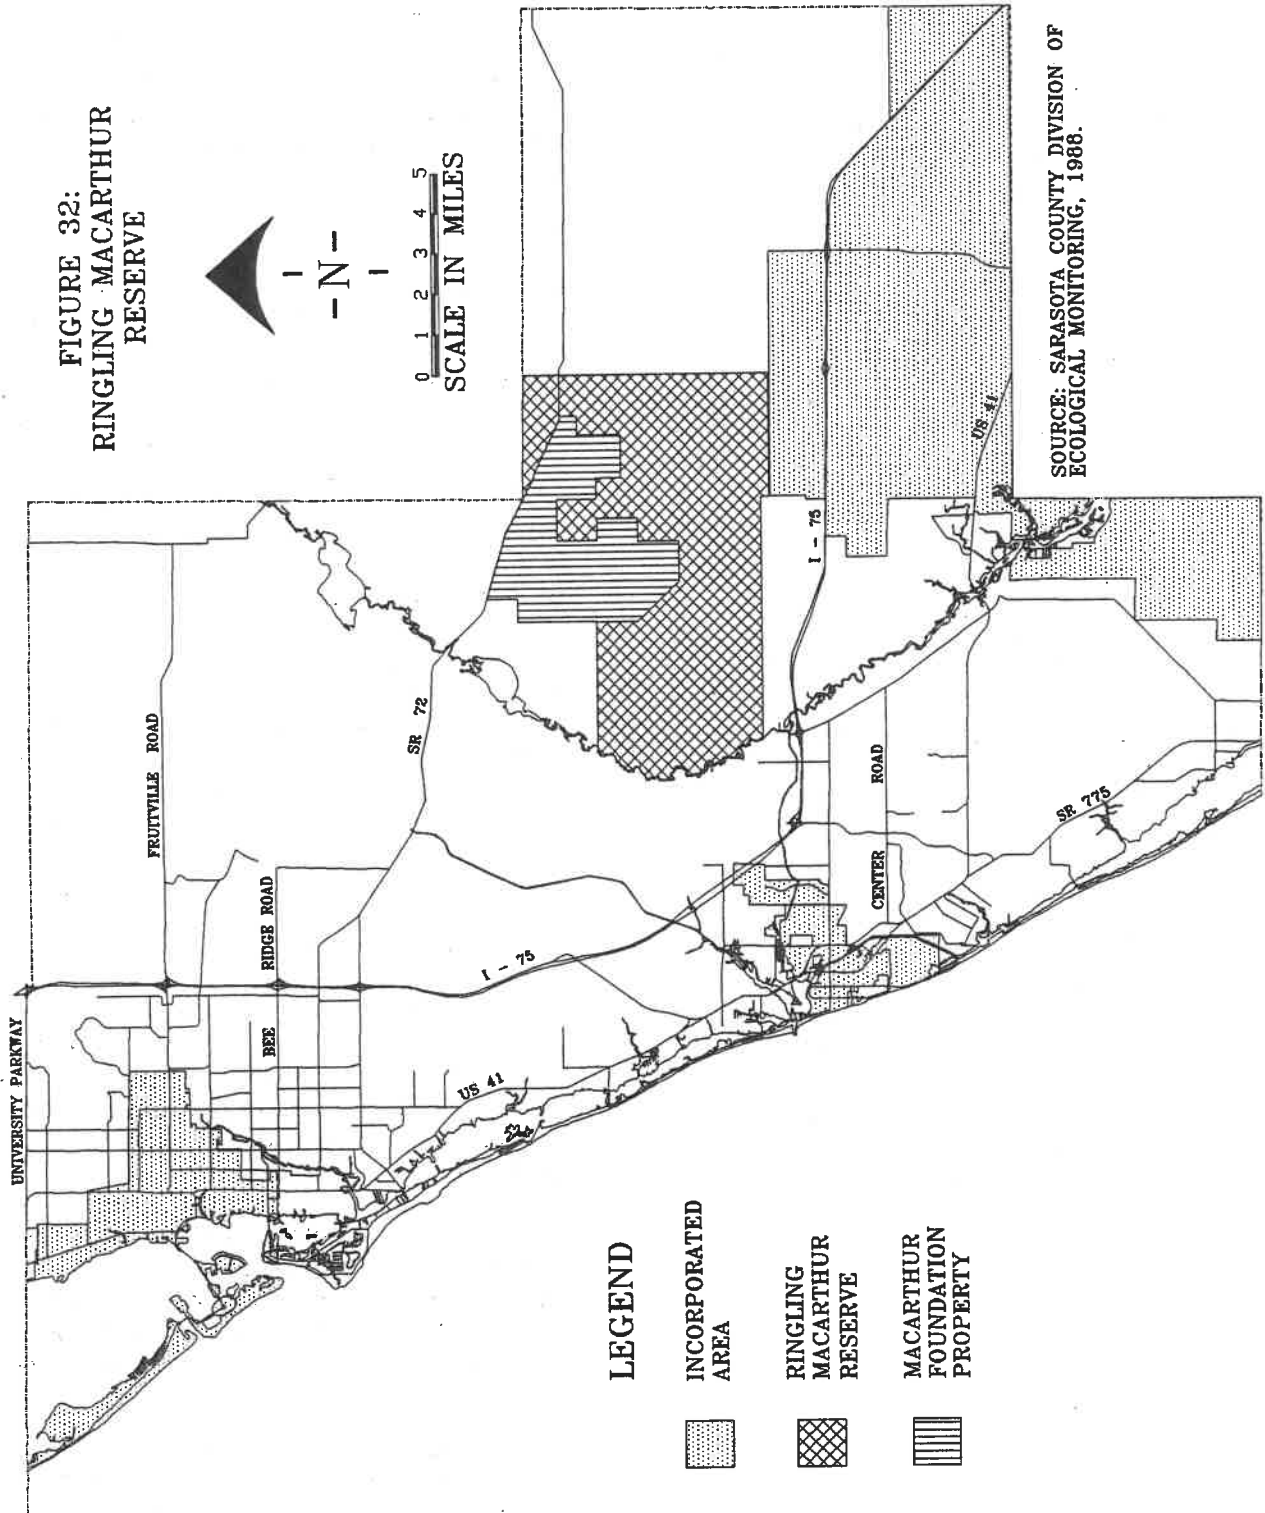 FIGURE 32:
RINGLING MACARTHUR
RESERVE
- N -
0 1 2 3 4 5
SCALE IN MILES
UNIVERSITY PARKWAY
FRUITVILLE ROAD
BEE RIDGE ROAD
SR 72
I - 75
US 41
I - 75
US 41
CENTER ROAD
SR 775
LEGEND
INCORPORATED
AREA
RINGLING
MACARTHUR
RESERVE
MACARTHUR
FOUNDATION
PROPERTY
SOURCE: SARASOTA COUNTY DIVISION OF
ECOLOGICAL MONITORING, 1988.